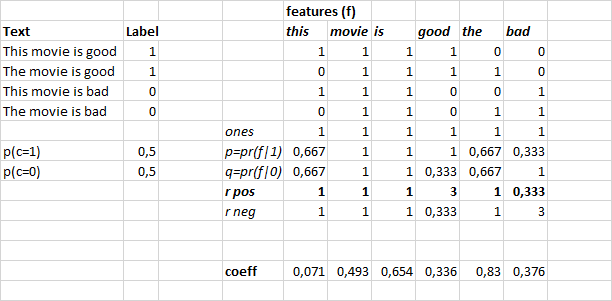 features (f)
Text Label this movie is good the bad
This movie is good 1 1 1 1 1 0 0
The movie is good 1 0 1 1 1 1 0
This movie is bad 0 1 1 1 0 0 1
The movie is bad 0 0 1 1 0 1 1
ones 1 1 1 1 1 1
p(c=1) 0,5 p=pr(f|1) 0,667 1 1 1 0,667 0,333
p(c=0) 0,5 q=pr(f|0) 0,667 1 1 0,333 0,667 1
r pos 1 1 1 3 1 0,333
r neg 1 1 1 0,333 1 3
coeff 0,071 0,493 0,654 0,336 0,83 0,376